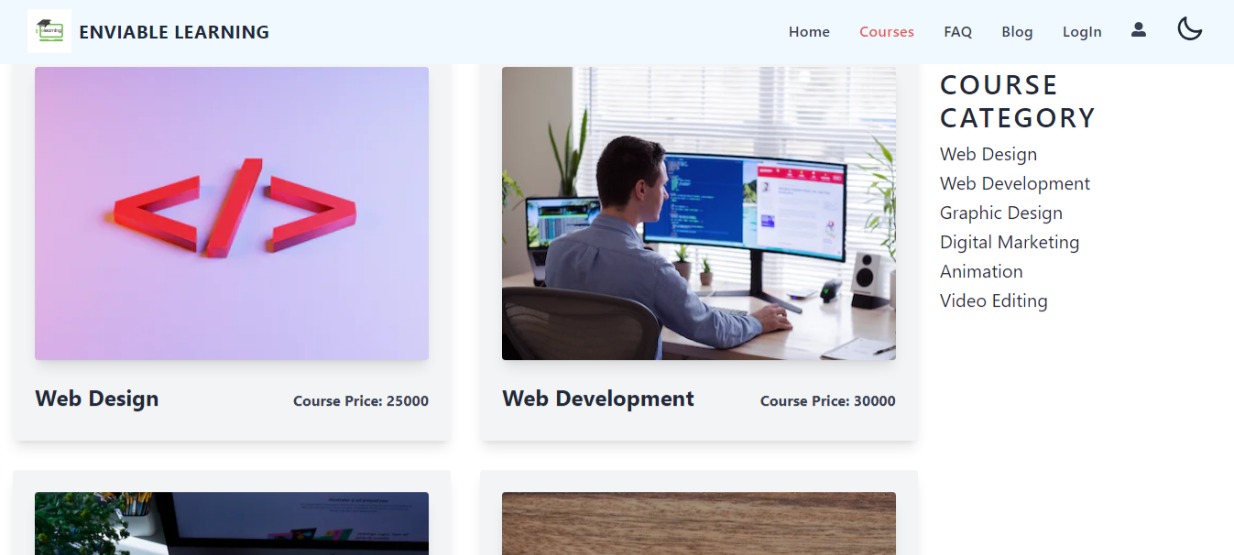 ENVIABLE LEARNING
Home
Courses
FAQ
Blog
LogIn
COURSE
CATEGORY
Web Design
Web Development
Graphic Design
Digital Marketing
Animation
Video Editing
Web Design
Course Price: 25000
Web Development
Course Price: 30000